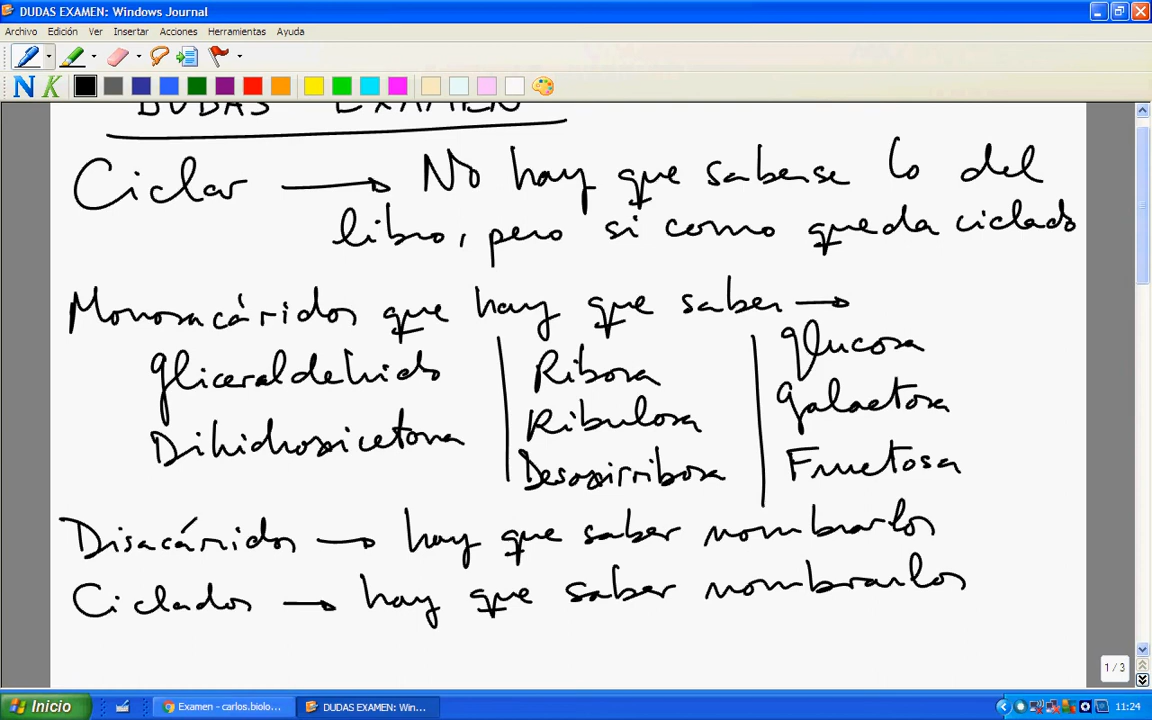 DUDAS EXAMEN: Windows Journal
Archivo Edición Ver Insertar Acciones Herramientas Ayuda
N K
DUDAS EXAMEN
Ciclar → No hay que saberse lo del
libro, pero si como queda ciclado
Monosacáridos que hay que saber →
Gliceraldehido | Ribosa | Glucosa
Dihidroxicetona | Ribulosa | Galactosa
Desoxirribosa | Fructosa
Disacáridos → hay que saber nombrarlos
Ciclados → hay que saber nombrarlos
1 / 3
Inicio Examen - carlos.biolo... DUDAS EXAMEN: Win... 11:24